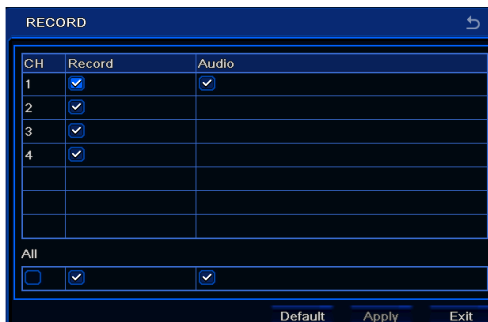 RECORD
CH Record Audio
1
2
3
4
All
Default Apply Exit